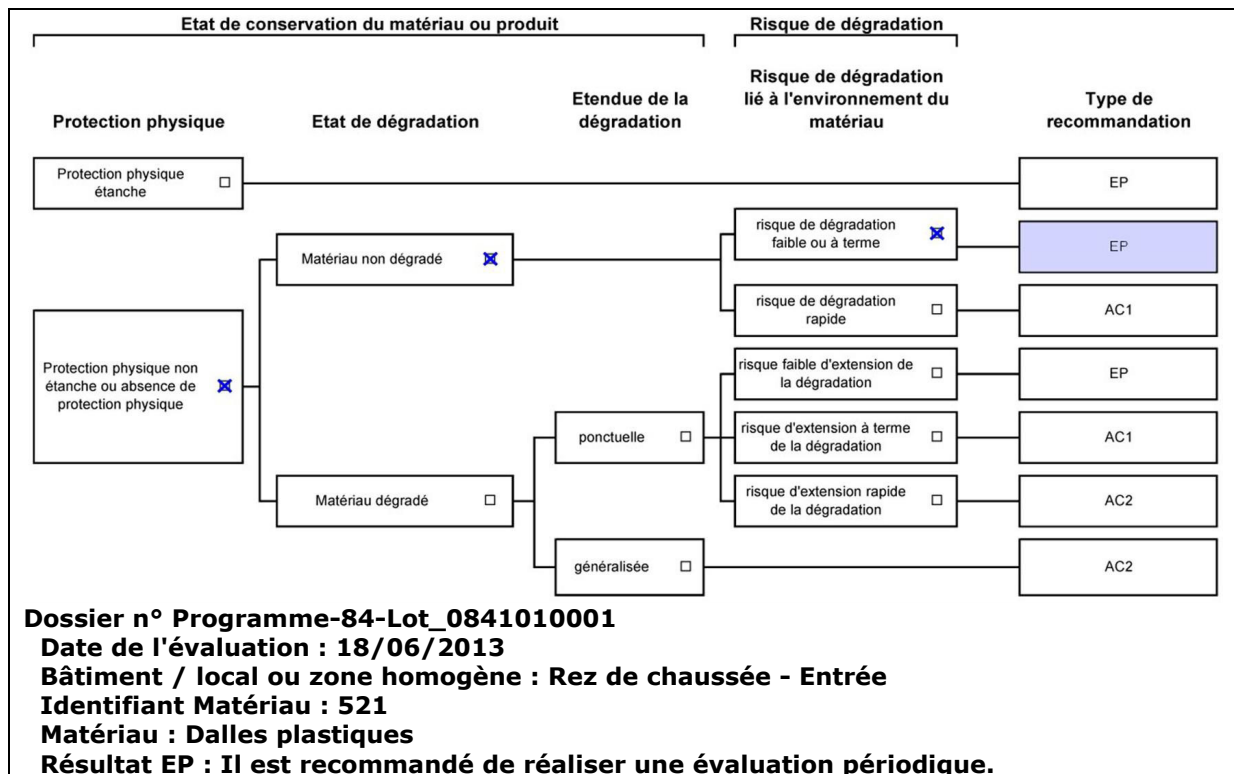 Etat de conservation du matériau ou produit
Risque de dégradation
Protection physique
Etat de dégradation
Etendue de la
dégradation
Risque de dégradation
lié à l'environnement du
matériau
Type de
recommandation
Protection physique
étanche
EP
risque de dégradation
faible ou à terme
EP
Matériau non dégradé
risque de dégradation
rapide
AC1
Protection physique non
étanche ou absence de
protection physique
risque faible d'extension de
la dégradation
EP
ponctuelle
risque d'extension à terme
de la dégradation
AC1
Matériau dégradé
risque d'extension rapide
de la dégradation
AC2
généralisée
AC2
Dossier n° Programme-84-Lot_0841010001
Date de l'évaluation : 18/06/2013
Bâtiment / local ou zone homogène : Rez de chaussée - Entrée
Identifiant Matériau : 521
Matériau : Dalles plastiques
Résultat EP : Il est recommandé de réaliser une évaluation périodique.